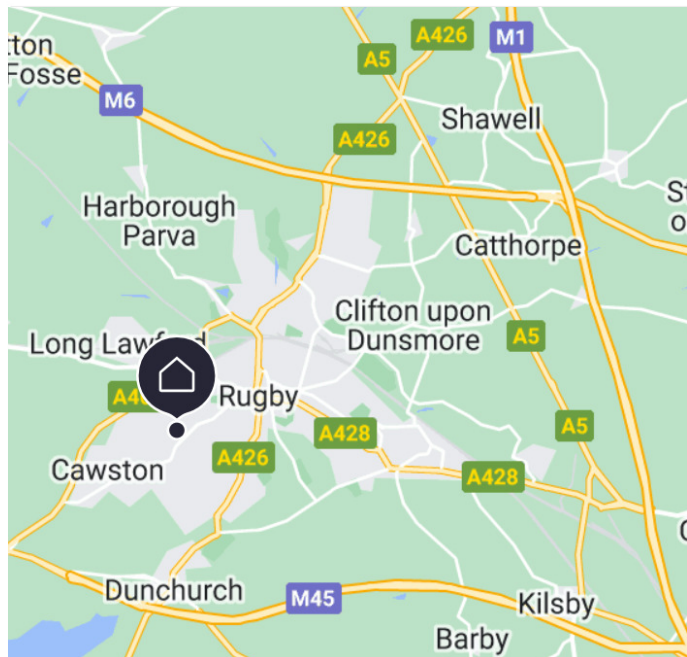 A426
M1
tton
Fosse
A5
M6
Shawell
A426
St
o
Harborough
Parva
Catthorpe
Clifton upon
Dunsmore
A5
Long Lawford
Rugby
A428
A5
Cawston
A426
A428
Dunchurch
M45
Kilsby
Barby